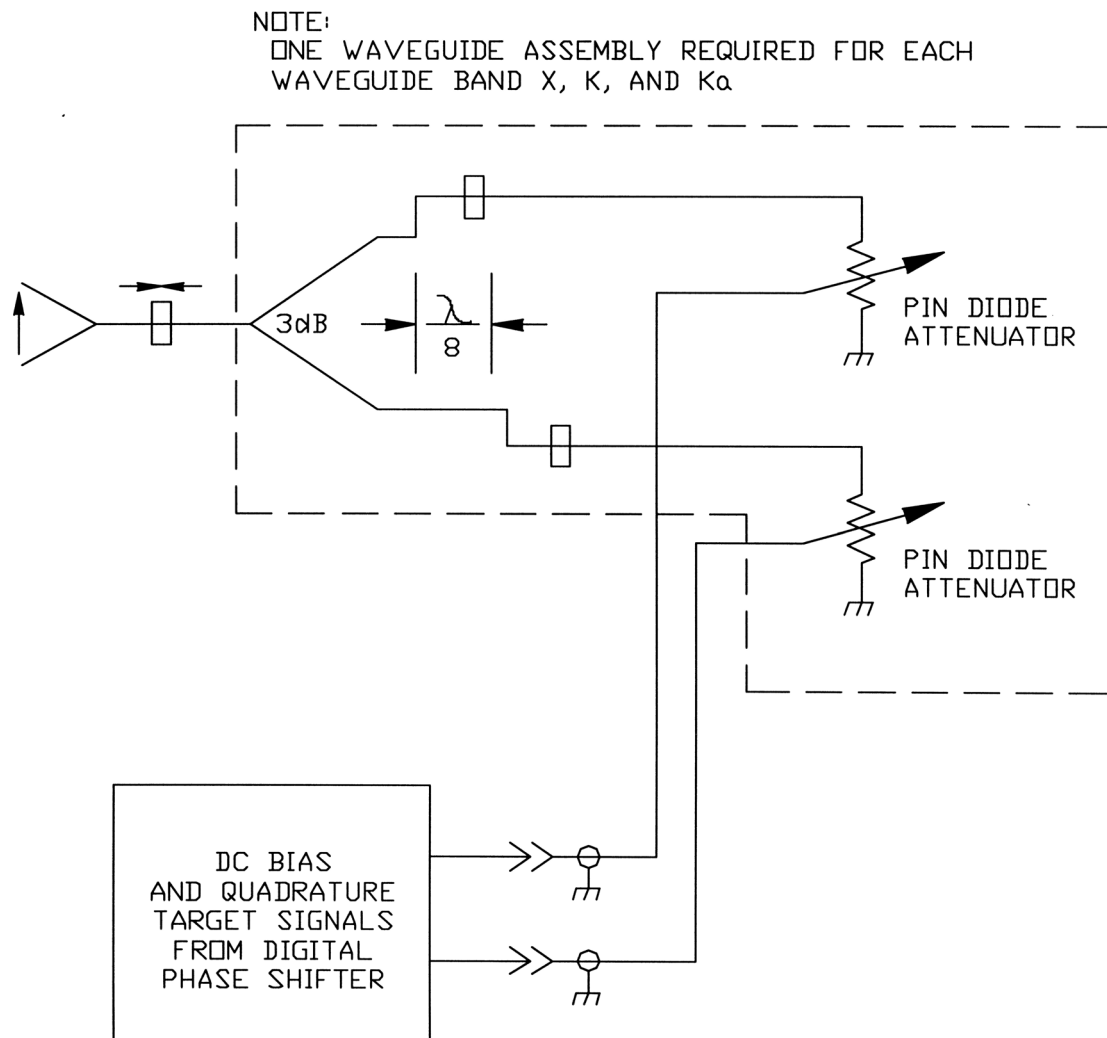 NOTE:
ONE WAVEGUIDE ASSEMBLY REQUIRED FOR EACH
WAVEGUIDE BAND X, K, AND Ka
3dB
λ
8
PIN DIODE
ATTENUATOR
PIN DIODE
ATTENUATOR
DC BIAS
AND QUADRATURE
TARGET SIGNALS
FROM DIGITAL
PHASE SHIFTER